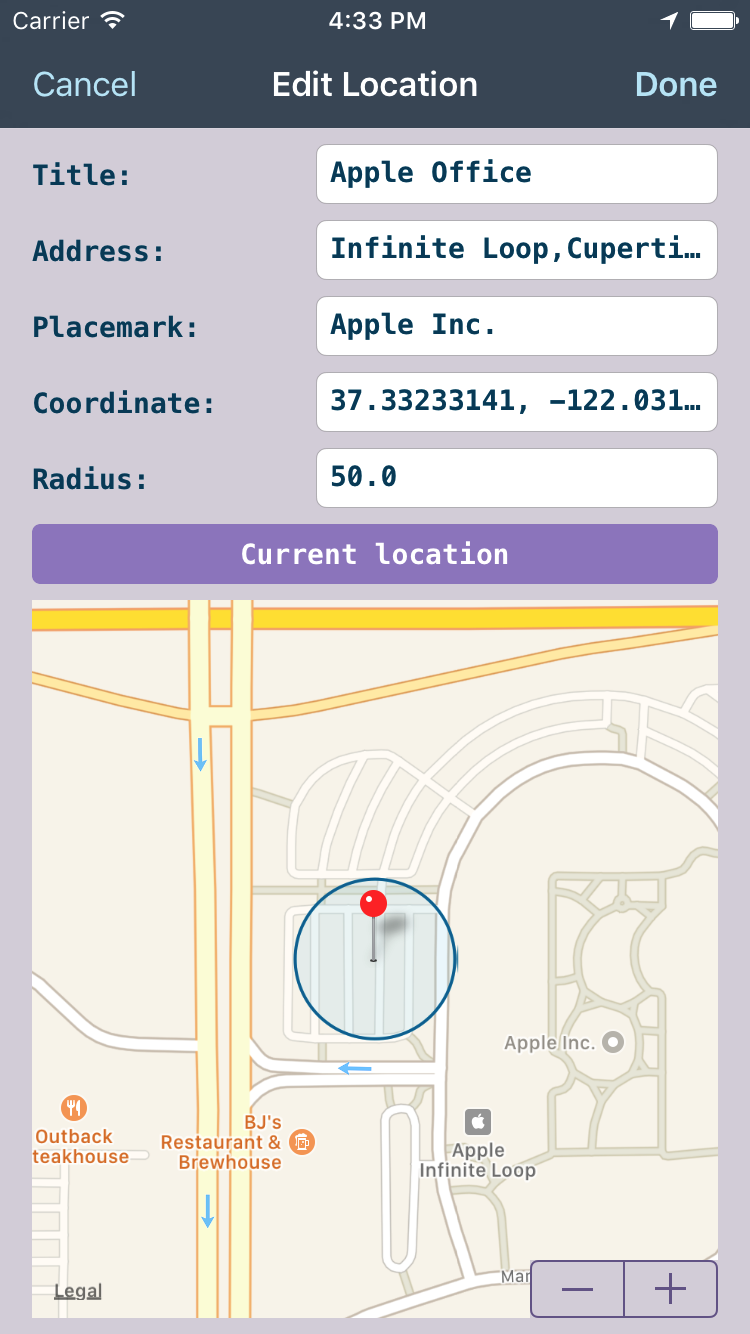 Carrier 4:33 PM
Cancel Edit Location Done
Title: Apple Office
Address: Infinite Loop,Cuperti…
Placemark: Apple Inc.
Coordinate: 37.33233141, −122.031…
Radius: 50.0
Current location
Apple Inc.
Outback
teakhouse
BJ's
Restaurant &
Brewhouse
Apple
Infinite Loop
Mar
Legal
− +